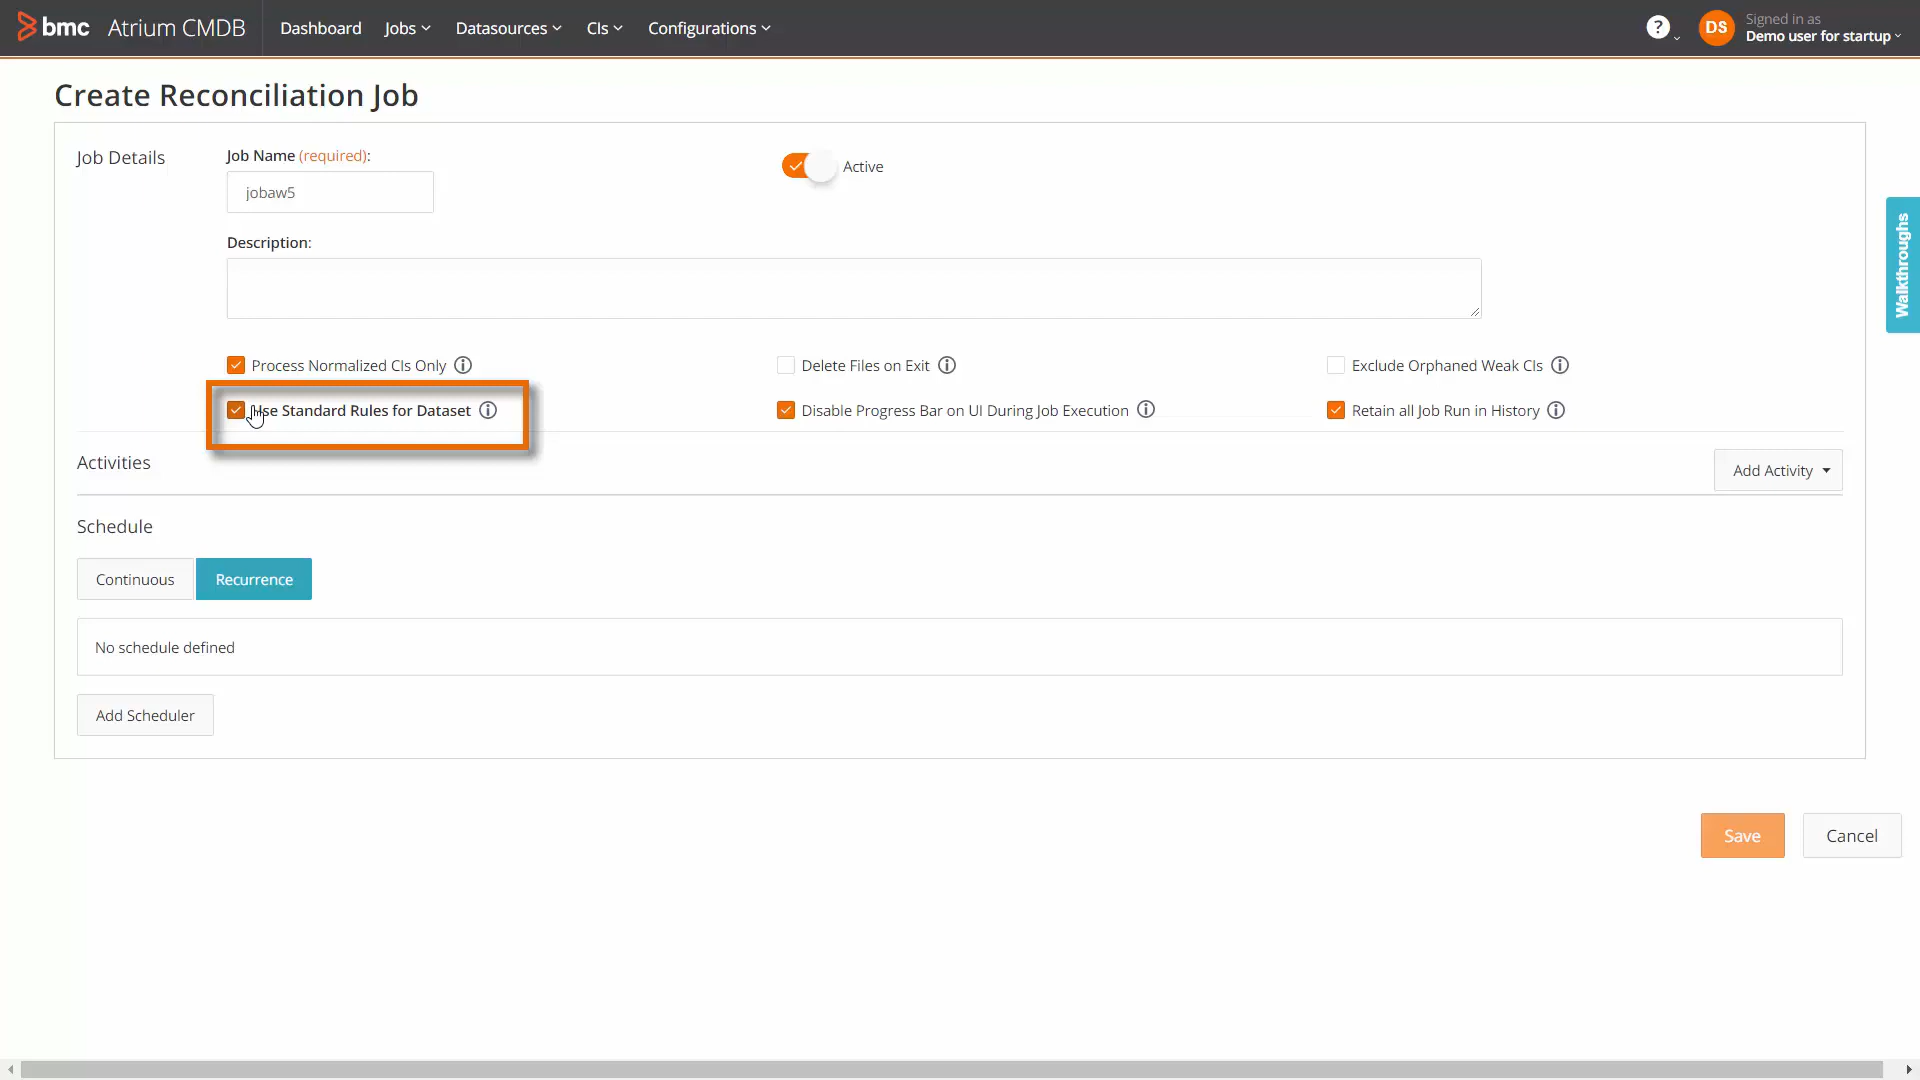 bmc Atrium CMDB Dashboard Jobs Datasources CIs Configurations ? DS Signed in as
Demo user for startup
Create Reconciliation Job
Job Details
Job Name (required):
Active
jobaw5
Description:
Walkthroughs
Process Normalized CIs Only
Delete Files on Exit
Exclude Orphaned Weak CIs
Use Standard Rules for Dataset
Disable Progress Bar on UI During Job Execution
Retain all Job Run in History
Activities
Add Activity
Schedule
Continuous
Recurrence
No schedule defined
Add Scheduler
Save
Cancel